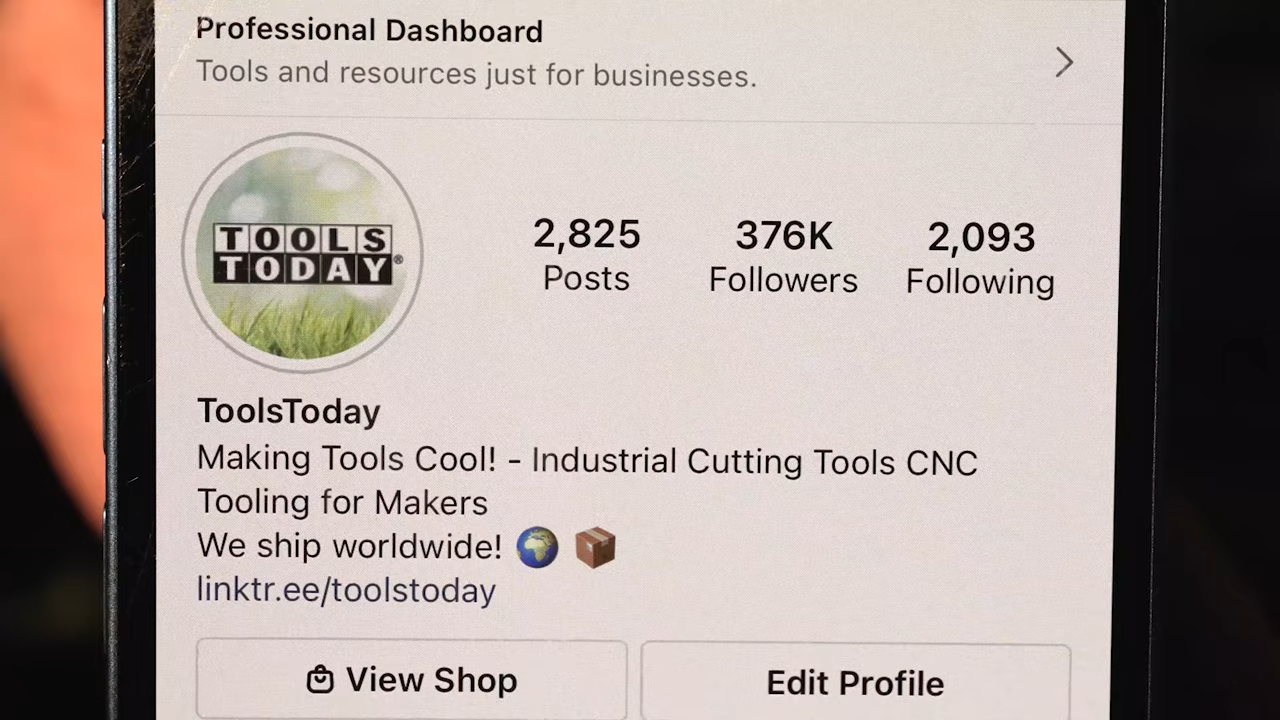 Professional Dashboard
Tools and resources just for businesses.
TOOLS
TODAY®
2,825 376K 2,093
Posts Followers Following
ToolsToday
Making Tools Cool! - Industrial Cutting Tools CNC
Tooling for Makers
We ship worldwide! 🌍 📦
linktr.ee/toolstoday
View Shop Edit Profile